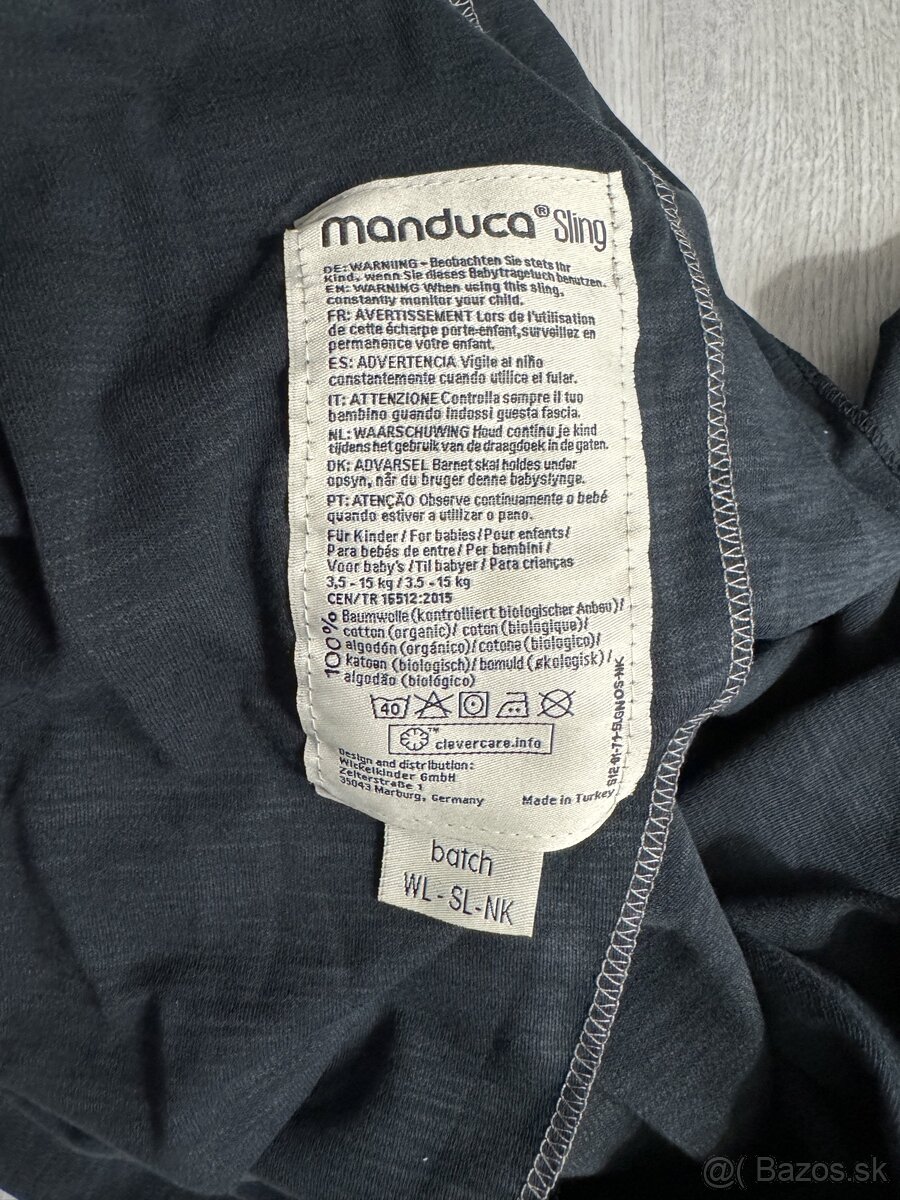 manduca® Sling
DE: WARNUNG - Beobachten Sie stets Ihr
Kind, wenn Sie dieses Babytragetuch benutzen.
EN: WARNING When using this sling,
constantly monitor your child.
FR: AVERTISSEMENT Lors de l'utilisation
de cette écharpe porte-enfant, surveillez en
permanence votre enfant.
ES: ADVERTENCIA Vigile al niño
constantemente cuando utilice el fular.
IT: ATTENZIONE Controlla sempre il tuo
bambino quando indossi questa fascia.
NL: WAARSCHUWING Houd continu je kind
tijdens het gebruik van de draagdoek in de gaten.
DK: ADVARSEL Barnet skal holdes under
opsyn, når du bruger denne babyslynge.
PT: ATENÇÃO Observe continuamente o bebé
quando estiver a utilizar o pano.
Für Kinder / For babies / Pour enfants /
Para bebés de entre / Per bambini /
Voor baby's / Til babyer / Para crianças
3,5 - 15 kg / 3.5 - 15 kg
CEN/TR 16512:2015
100%
Baumwolle (kontrolliert biologischer Anbau) /
cotton (organic) / coton (biologique) /
algodón (orgánico) / cotone (biologico) /
katoen (biologisch) / bomuld (økologisk) /
algodão (biológico)
40
™ clevercare.info
Design and distribution:
Wickelkinder GmbH
Zeiterstraße 1
35043 Marburg, Germany
Made in Turkey
batch
WL - SL-NK
@( Bazos.sk